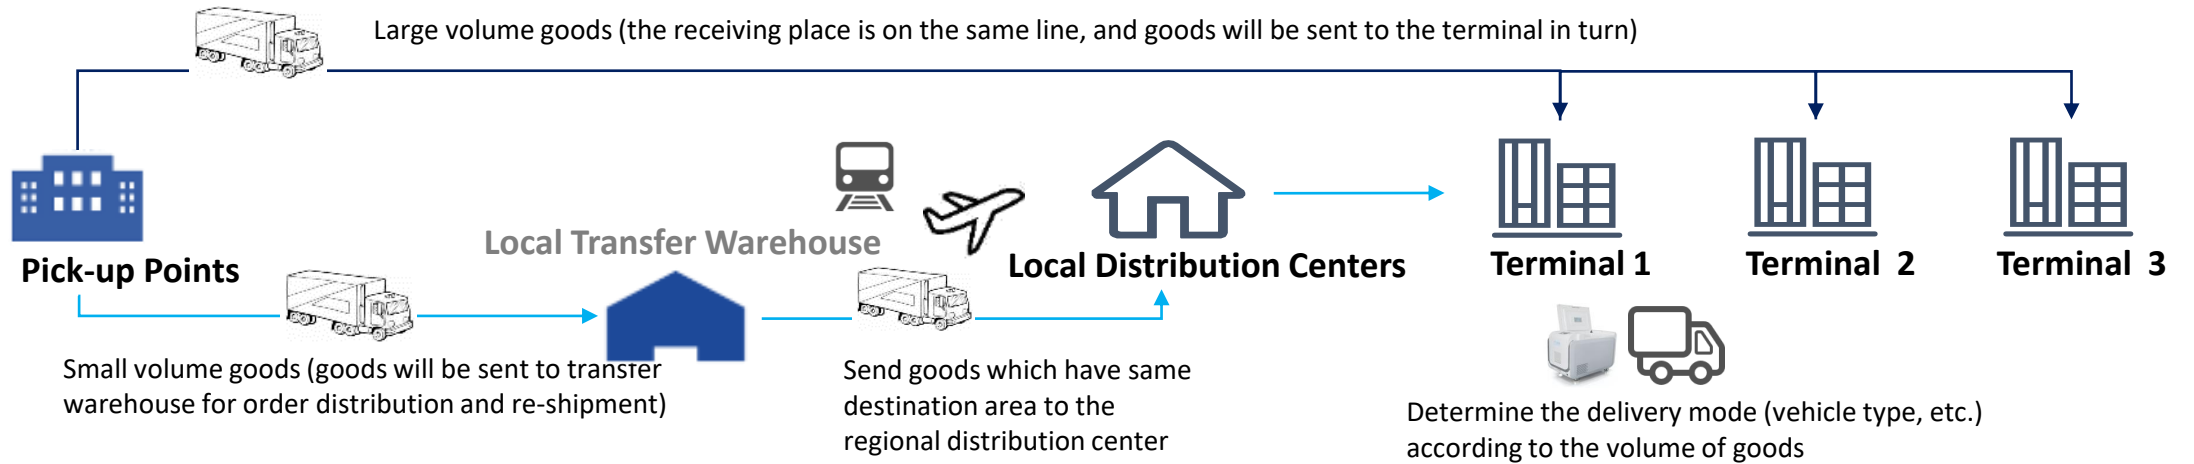 Large volume goods (the receiving place is on the same line, and goods will be sent to the terminal in turn)
Local Transfer Warehouse
Pick-up Points
Local Distribution Centers
Terminal 1
Terminal 2
Terminal 3
Small volume goods (goods will be sent to transfer
warehouse for order distribution and re-shipment)
Send goods which have same
destination area to the
regional distribution center
Determine the delivery mode (vehicle type, etc.)
according to the volume of goods